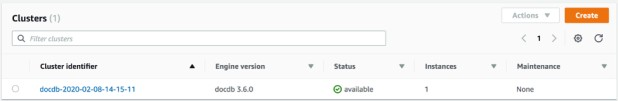 Clusters (1)
Actions
Create
Filter clusters
1
Cluster identifier Engine version Status Instances Maintenance
docdb-2020-02-08-14-15-11 docdb 3.6.0 available 1 None